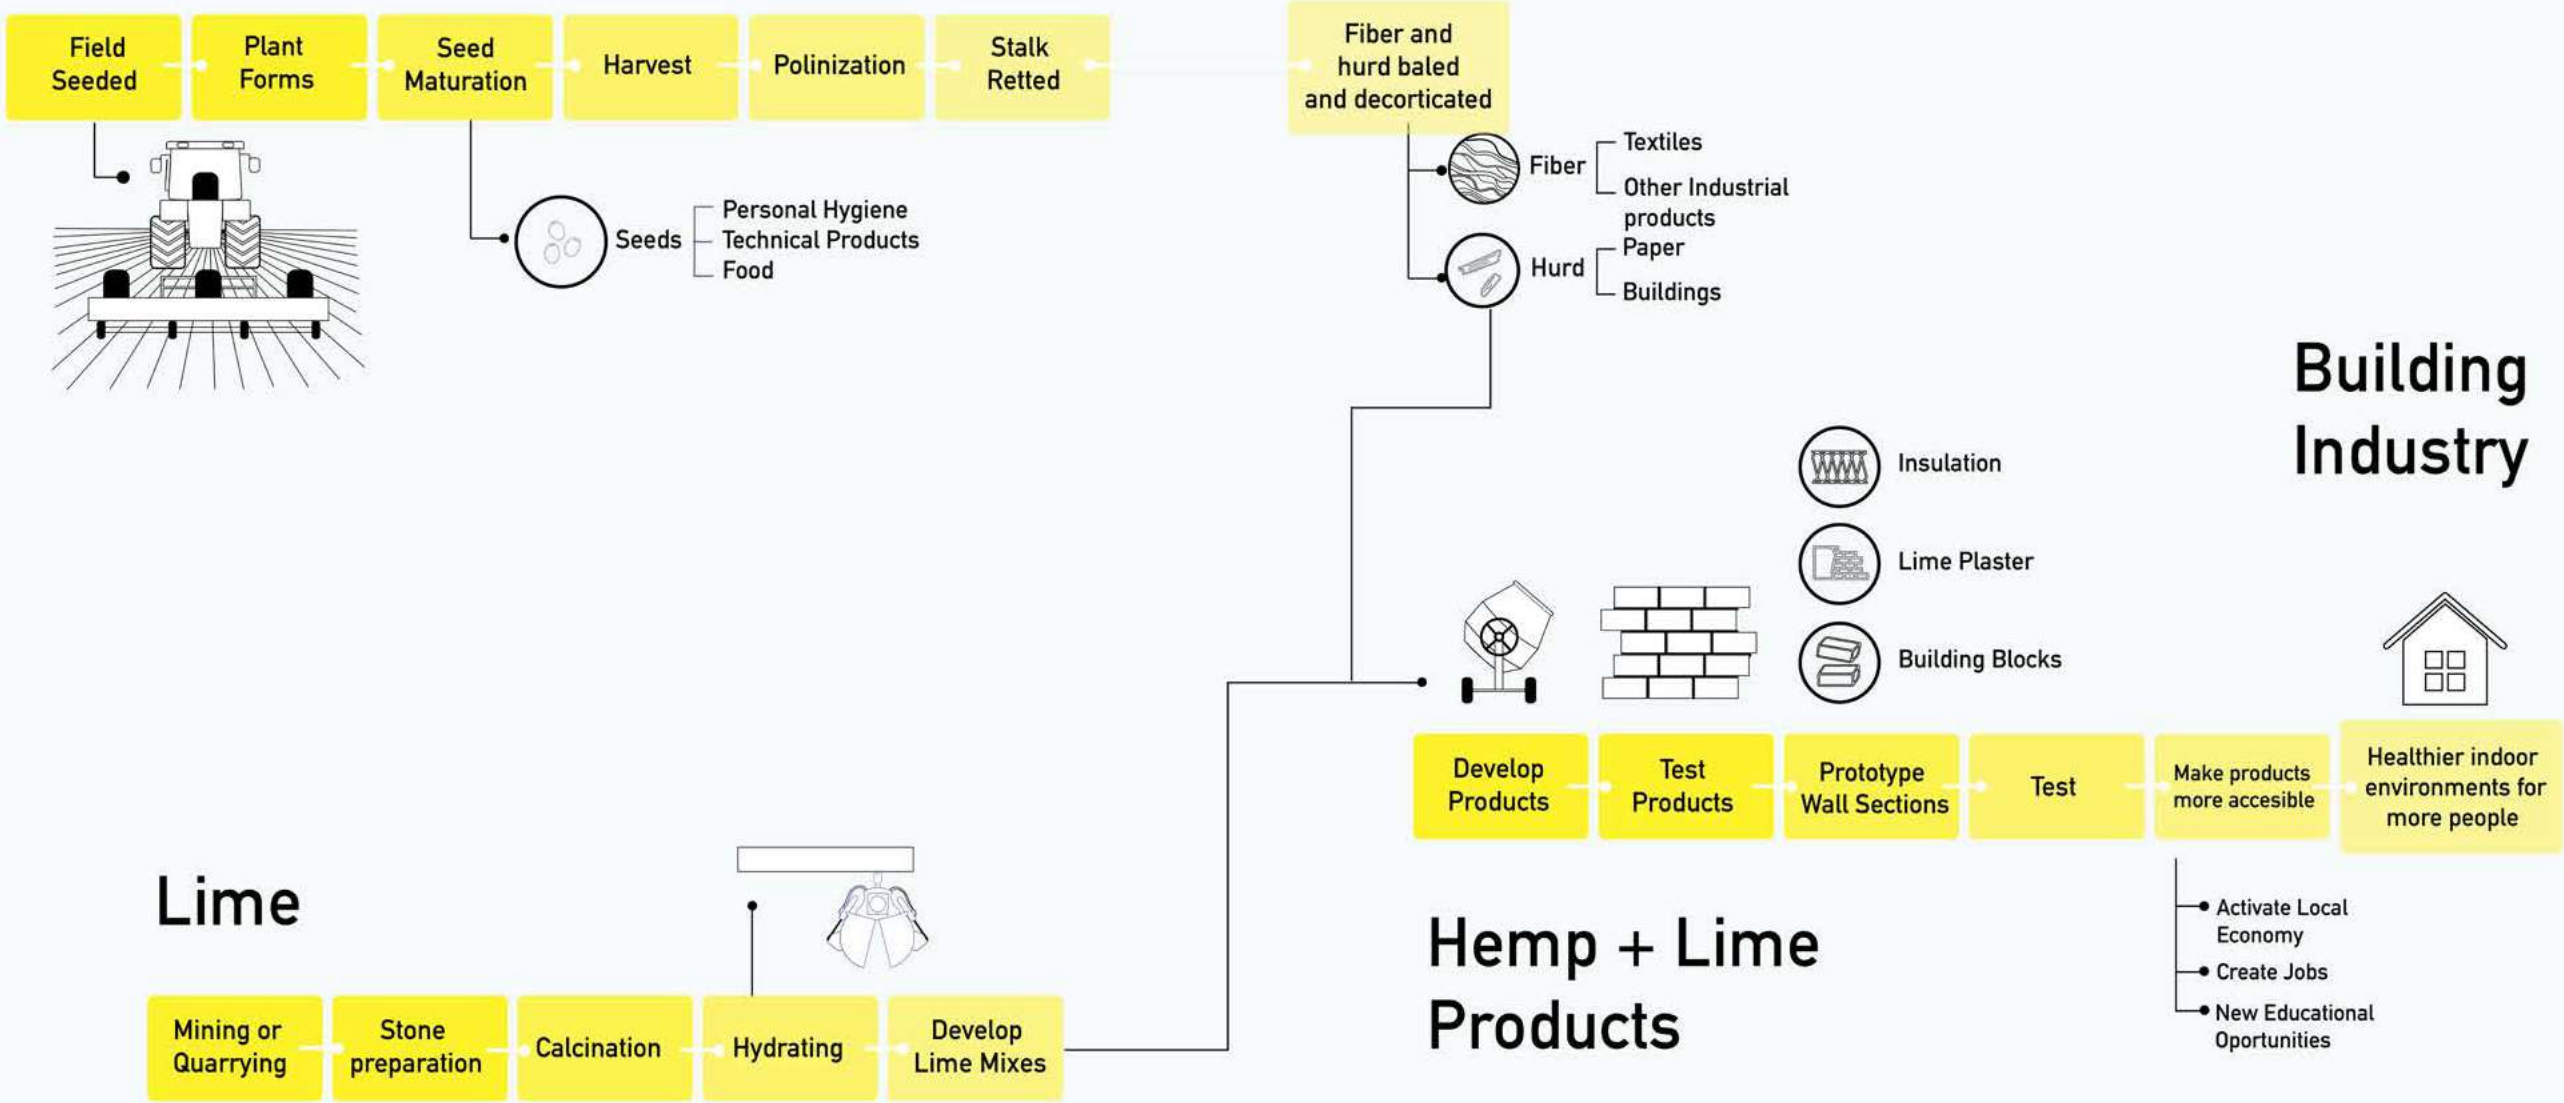 Field
Seeded
Plant
Forms
Seed
Maturation
Harvest
Polinization
Stalk
Retted
Fiber and
hurd baled
and decorticated
Seeds
Personal Hygiene
Technical Products
Food
Fiber
Textiles
Other Industrial
products
Hurd
Paper
Buildings
Building
Industry
Insulation
Lime Plaster
Building Blocks
Develop
Products
Test
Products
Prototype
Wall Sections
Test
Make products
more accesible
Healthier indoor
environments for
more people
Activate Local
Economy
Create Jobs
New Educational
Oportunities
Hemp + Lime
Products
Lime
Mining or
Quarrying
Stone
preparation
Calcination
Hydrating
Develop
Lime Mixes